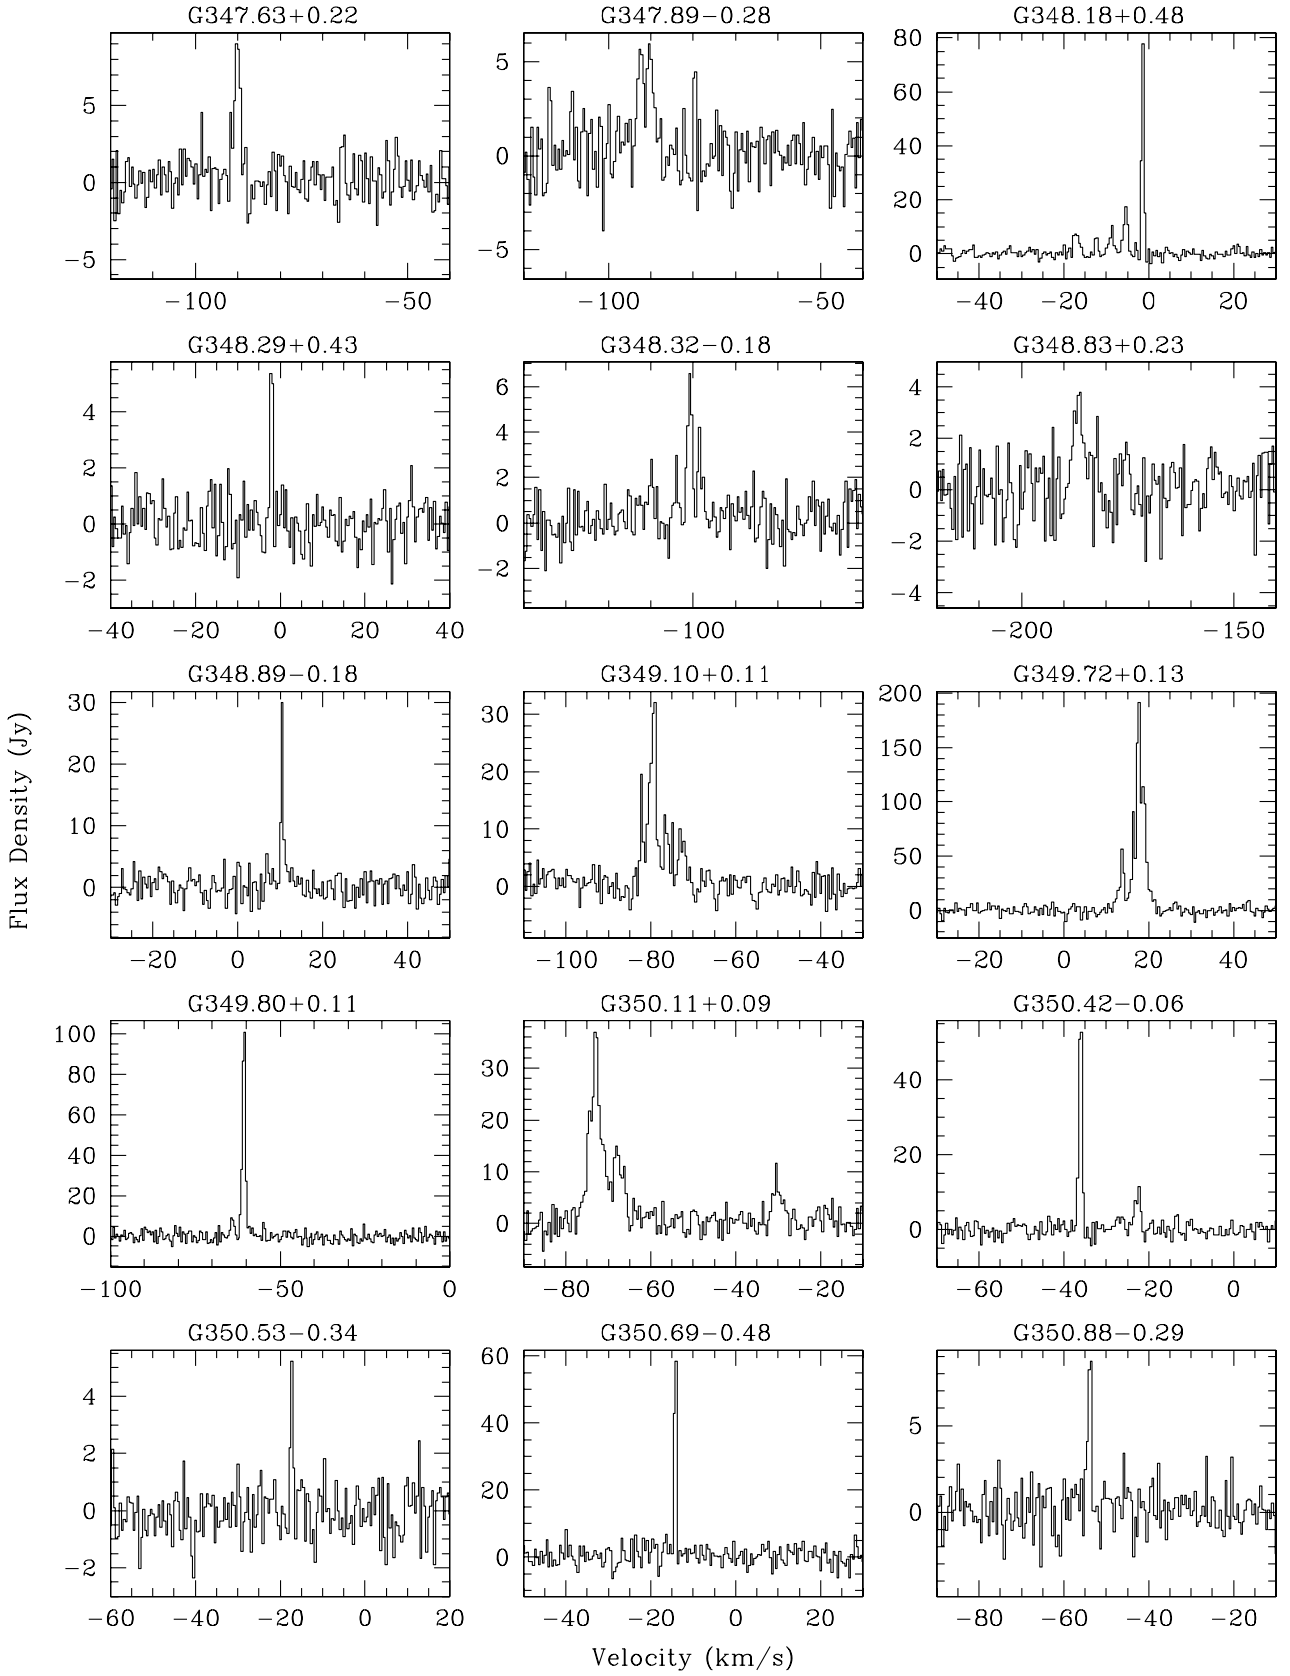 G347.63+0.22 G347.89−0.28 G348.18+0.48
5 0 −5 −100 −50
5 0 −5 −100 −50
80 60 40 20 0 −40 −20 0 20
G348.29+0.43 G348.32−0.18 G348.83+0.23
4 2 0 −2 −40 −20 0 20 40
6 4 2 0 −2 −100
4 2 0 −2 −4 −200 −150
G348.89−0.18 G349.10+0.11 G349.72+0.13
30 20 10 0 −20 0 20 40
30 20 10 0 −100 −80 −60 −40
200 150 100 50 0 −20 0 20 40
Flux Density (Jy)
G349.80+0.11 G350.11+0.09 G350.42−0.06
100 80 60 40 20 0 −100 −50 0
30 20 10 0 −80 −60 −40 −20
40 20 0 −60 −40 −20 0
G350.53−0.34 G350.69−0.48 G350.88−0.29
4 2 0 −2 −60 −40 −20 0 20
60 40 20 0 −40 −20 0 20
5 0 −80 −60 −40 −20
Velocity (km/s)